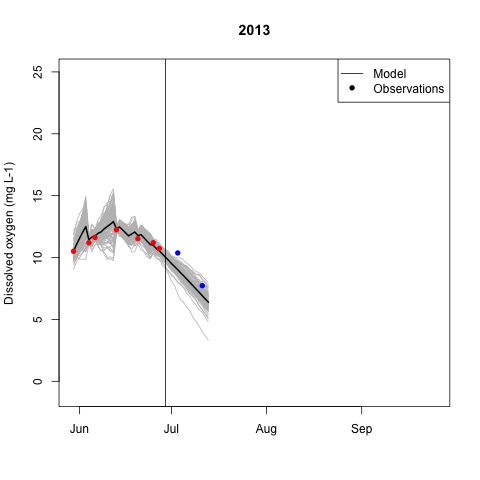 2013
Model
Observations
Dissolved oxygen (mg L-1)
25
20
15
10
5
0
Jun
Jul
Aug
Sep